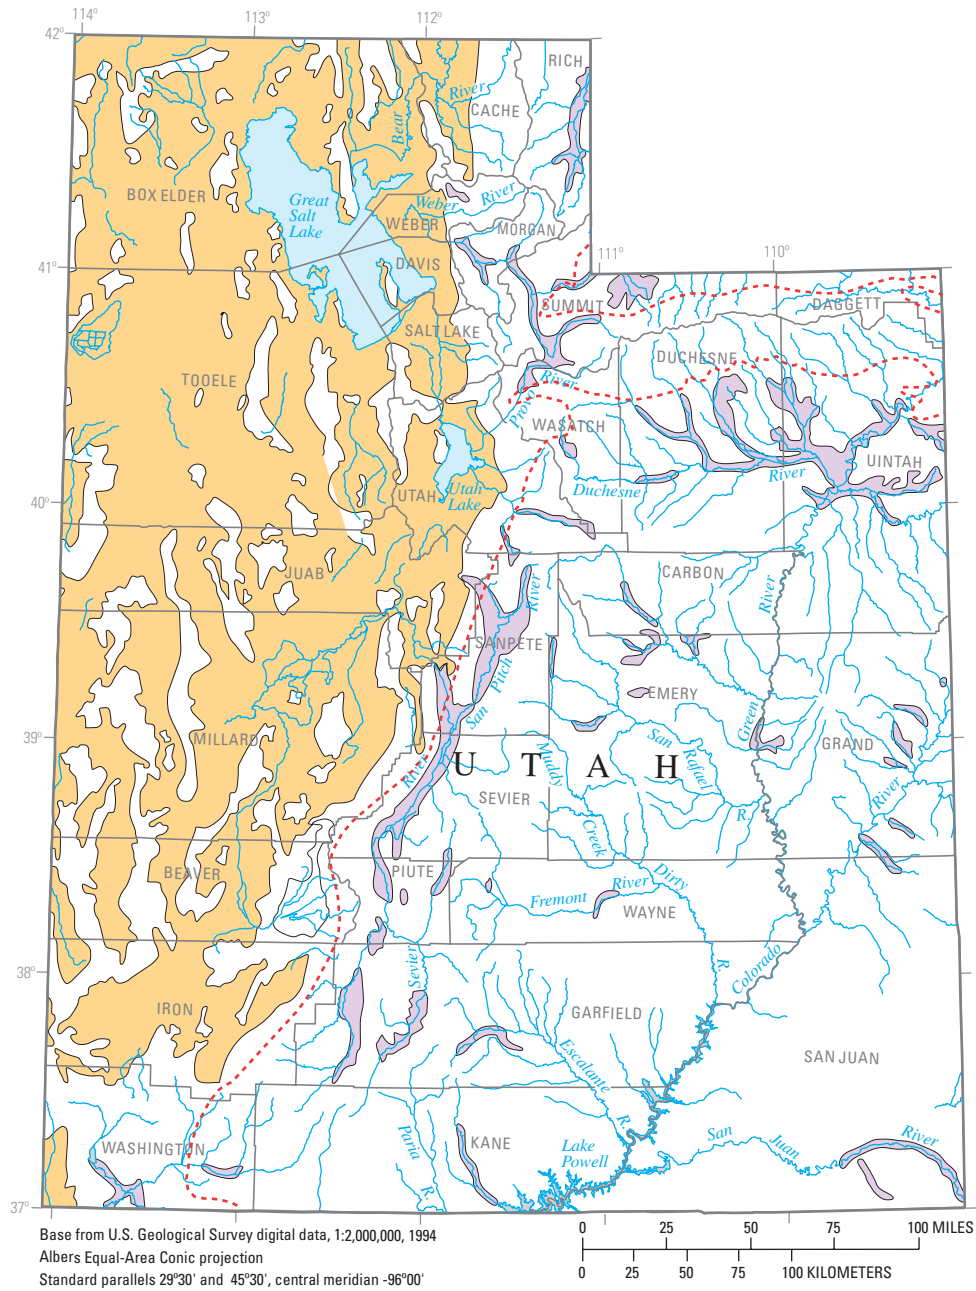 114°
113°
112°
42°
RICH
River
CACHE
Bear
BOX ELDER
Great
Salt
Lake
Weber
River
WEBER
MORGAN
41°
DAVIS
111°
110°
SUMMIT
DAGGETT
SALT LAKE
DUCHESNE
TOOELE
River
Provo
WASATCH
UINTAH
River
UTAH
Utah
Lake
Duchesne
40°
JUAB
CARBON
River
River
SANPETE
Pitch
San
EMERY
Green
39°
MILLARD
San
Rafael
R.
GRAND
River
Muddy
Creek
River
U T A H
SEVIER
BEAVER
PIUTE
Dirty
Fremont
River
WAYNE
R.
Colorado
38°
Sevier
IRON
GARFIELD
SAN JUAN
Escalante
R.
WASHINGTON
Paria
R.
KANE
Lake
Powell
San
Juan
River
37°
Base from U.S. Geological Survey digital data, 1:2,000,000, 1994
Albers Equal-Area Conic projection
Standard parallels 29°30' and 45°30', central meridian -96°00'
0 25 50 75 100 MILES
0 25 50 75 100 KILOMETERS